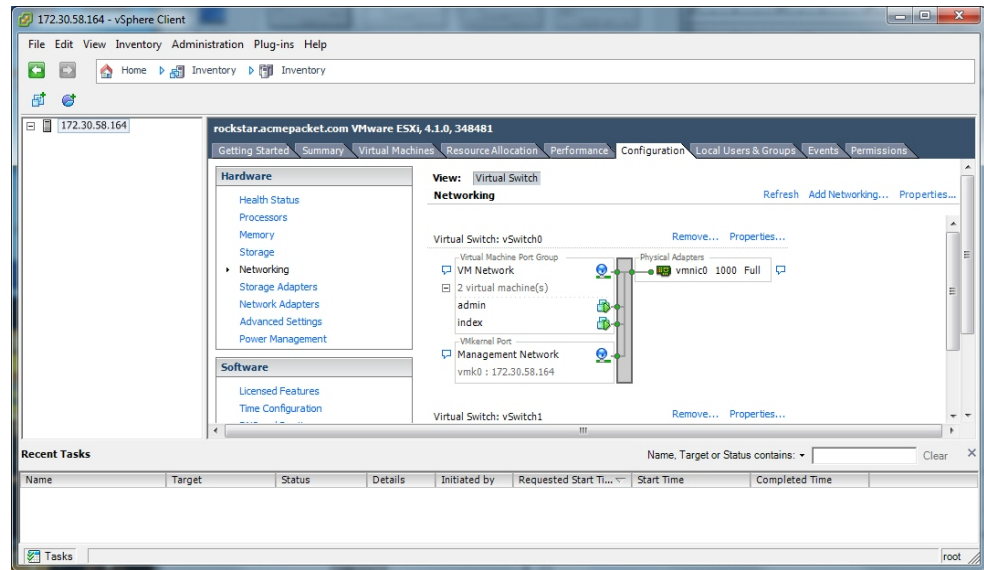 172.30.58.164 - vSphere Client
File Edit View Inventory Administration Plug-ins Help
Home Inventory Inventory
172.30.58.164
rockstar.acmepacket.com VMware ESXi, 4.1.0, 348481
Getting Started Summary Virtual Machines Resource Allocation Performance Configuration Local Users & Groups Events Permissions
Hardware
Health Status
Processors
Memory
Storage
Networking
Storage Adapters
Network Adapters
Advanced Settings
Power Management
Software
Licensed Features
Time Configuration
View: Virtual Switch
Networking
Refresh Add Networking... Properties...
Virtual Switch: vSwitch0 Remove... Properties...
Virtual Machine Port Group
VM Network
2 virtual machine(s)
admin
index
VMkernel Port
Management Network
vmk0 : 172.30.58.164
Physical Adapters
vmnic0 1000 Full
Virtual Switch: vSwitch1 Remove... Properties...
Recent Tasks
Name, Target or Status contains: Clear
Name Target Status Details Initiated by Requested Start Ti... Start Time Completed Time
Tasks root